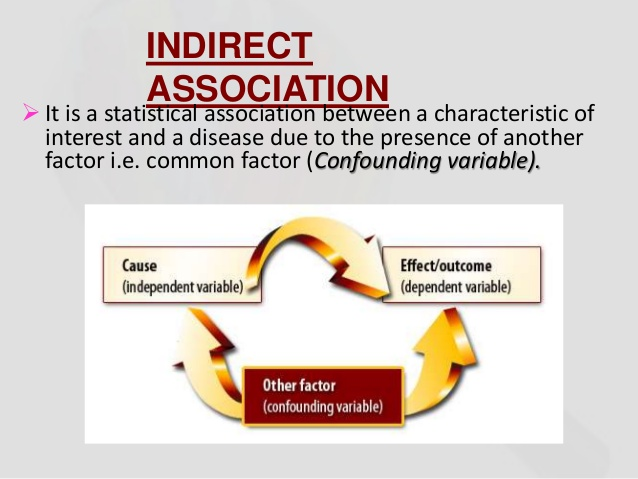 INDIRECT
ASSOCIATION
It is a statistical association between a characteristic of
interest and a disease due to the presence of another
factor i.e. common factor (Confounding variable).
Cause
(independent variable)
Effect/outcome
(dependent variable)
Other factor
(confounding variable)